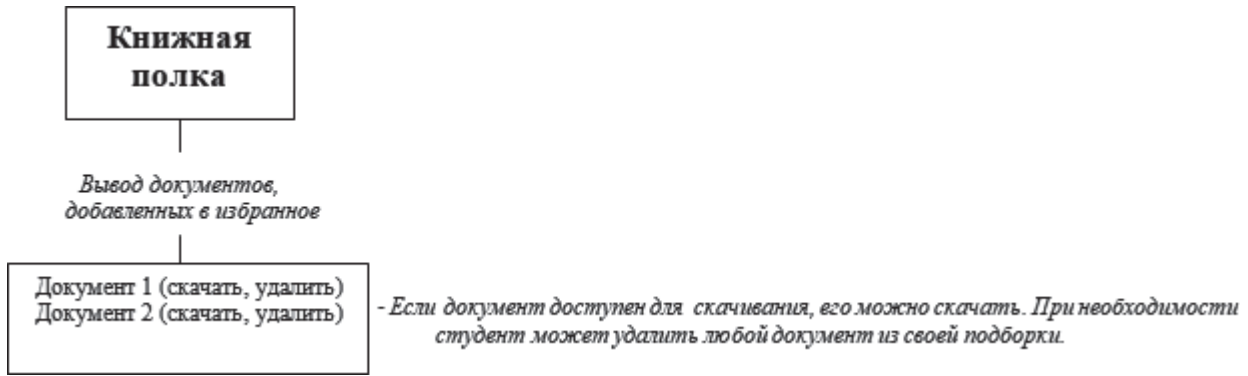 Книжная
полка
Вывод документов,
добавленных в избранное
Документ 1 (скачать, удалить)
Документ 2 (скачать, удалить)
- Если документ доступен для скачивания, его можно скачать. При необходимости
студент может удалить любой документ из своей подборки.